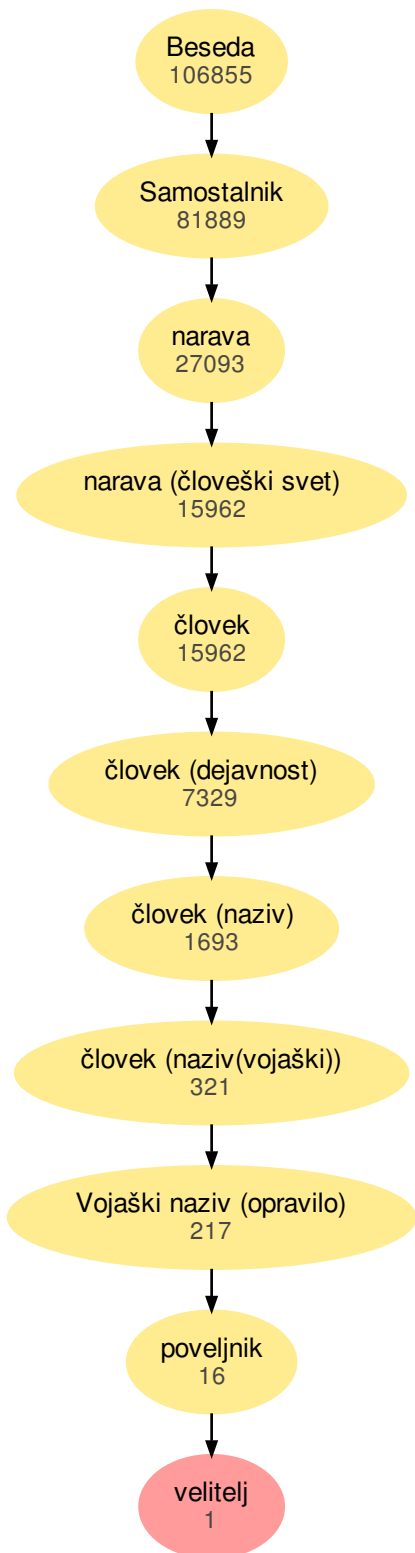 Beseda
106855
Samostalnik
81889
narava
27093
narava (človeški svet)
15962
človek
15962
človek (dejavnost)
7329
človek (naziv)
1693
človek (naziv(vojaški))
321
Vojaški naziv (opravilo)
217
poveljnik
16
velitelj
1